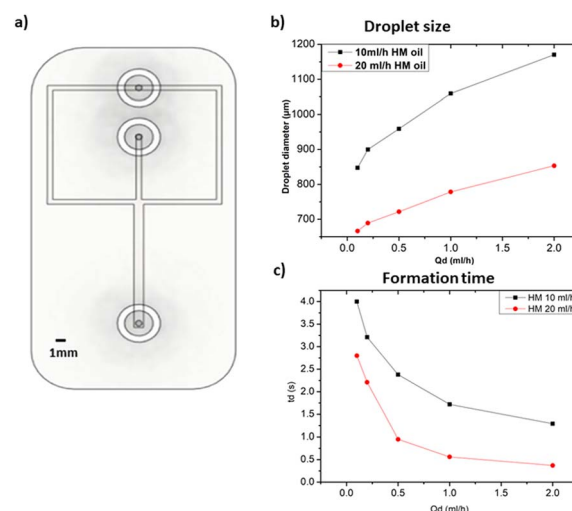 a)
1mm
b)
Droplet size
10ml/h HM oil
20 ml/h HM oil
1200
1100
1000
900
800
700
Droplet diameter (µm)
0.0 0.5 1.0 1.5 2.0
Qd (ml/h)
c)
Formation time
HM 10 ml/h
HM 20 ml/h
4.0
3.5
3.0
2.5
2.0
1.5
1.0
0.5
0.0
td (s)
0.0 0.5 1.0 1.5 2.0
Qd (ml/h)